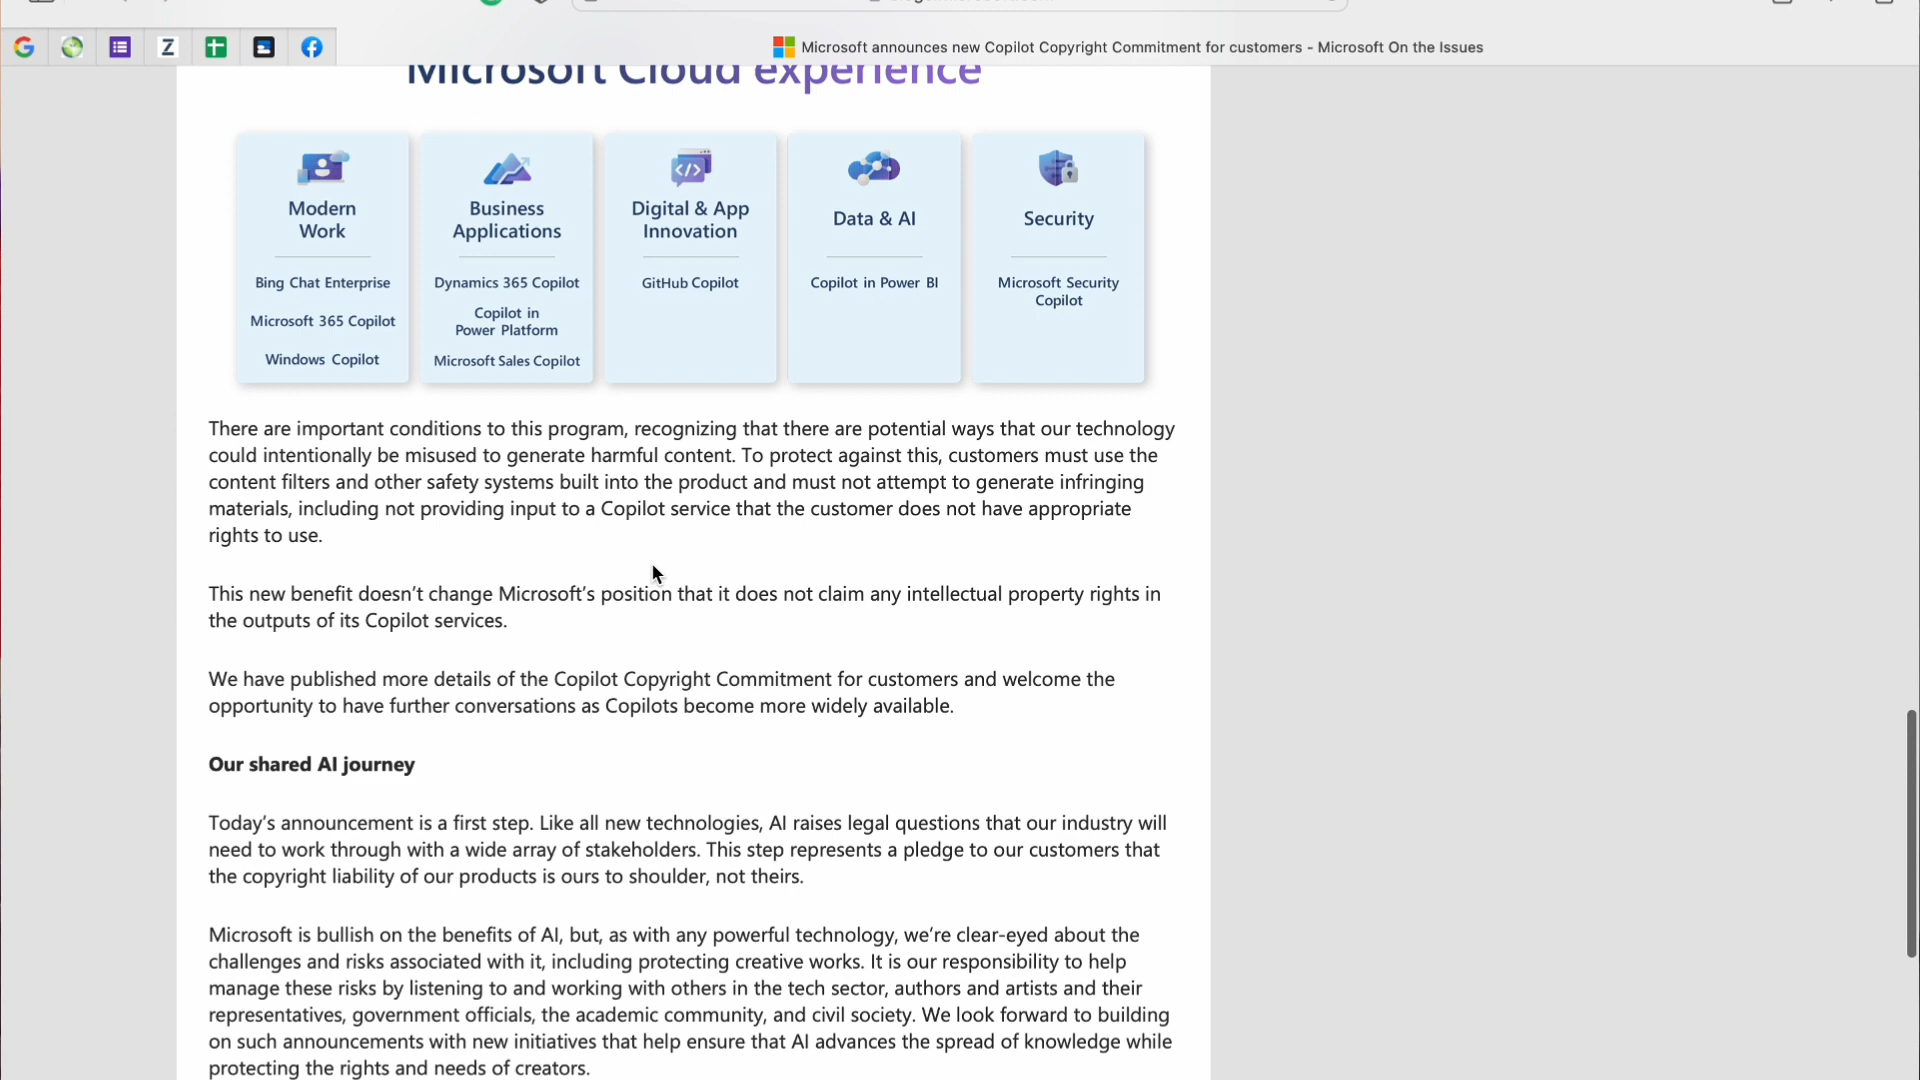 Microsoft announces new Copilot Copyright Commitment for customers - Microsoft On the Issues
Microsoft Cloud experience
Modern
Work
Bing Chat Enterprise
Microsoft 365 Copilot
Windows Copilot
Business
Applications
Dynamics 365 Copilot
Copilot in
Power Platform
Microsoft Sales Copilot
Digital & App
Innovation
GitHub Copilot
Data & AI
Copilot in Power BI
Security
Microsoft Security
Copilot
There are important conditions to this program, recognizing that there are potential ways that our technology
could intentionally be misused to generate harmful content. To protect against this, customers must use the
content filters and other safety systems built into the product and must not attempt to generate infringing
materials, including not providing input to a Copilot service that the customer does not have appropriate
rights to use.
This new benefit doesn’t change Microsoft’s position that it does not claim any intellectual property rights in
the outputs of its Copilot services.
We have published more details of the Copilot Copyright Commitment for customers and welcome the
opportunity to have further conversations as Copilots become more widely available.
Our shared AI journey
Today’s announcement is a first step. Like all new technologies, AI raises legal questions that our industry will
need to work through with a wide array of stakeholders. This step represents a pledge to our customers that
the copyright liability of our products is ours to shoulder, not theirs.
Microsoft is bullish on the benefits of AI, but, as with any powerful technology, we’re clear-eyed about the
challenges and risks associated with it, including protecting creative works. It is our responsibility to help
manage these risks by listening to and working with others in the tech sector, authors and artists and their
representatives, government officials, the academic community, and civil society. We look forward to building
on such announcements with new initiatives that help ensure that AI advances the spread of knowledge while
protecting the rights and needs of creators.